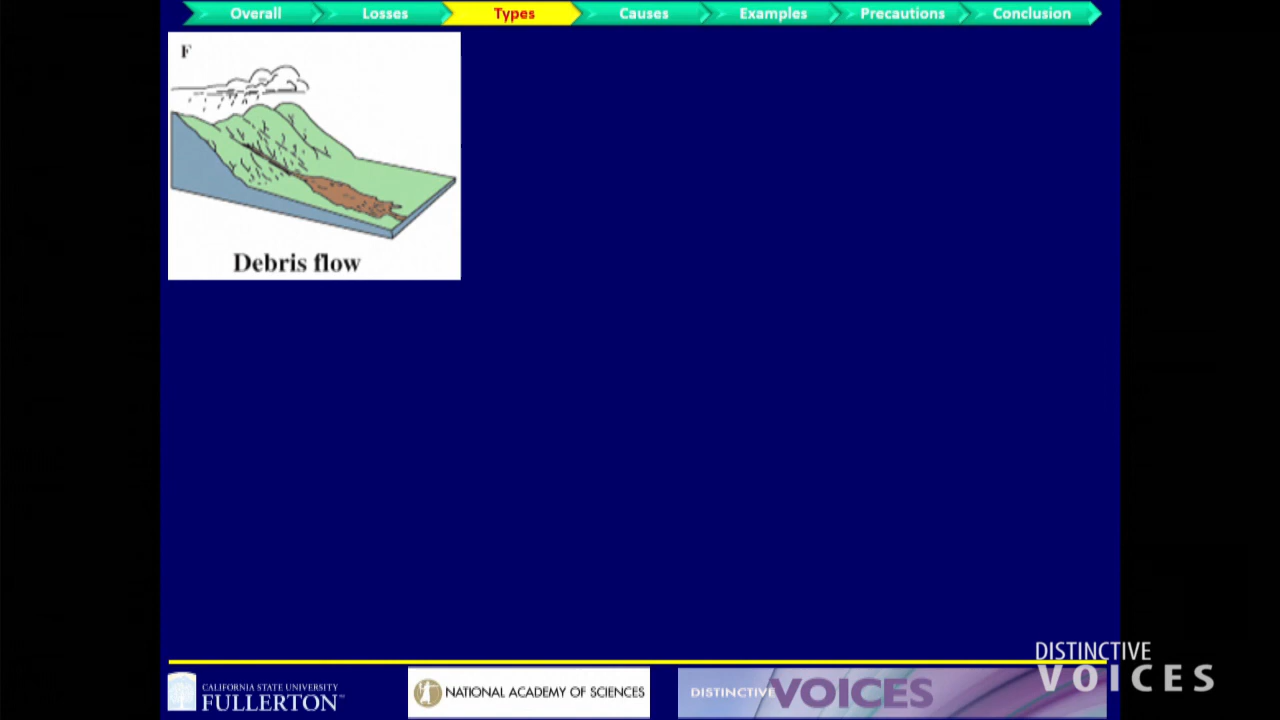 Overall Losses Types Causes Examples Precautions Conclusion
F
Debris flow
CALIFORNIA STATE UNIVERSITY
FULLERTON™
NATIONAL ACADEMY OF SCIENCES
DISTINCTIVE VOICES
DISTINCTIVE
VOICES